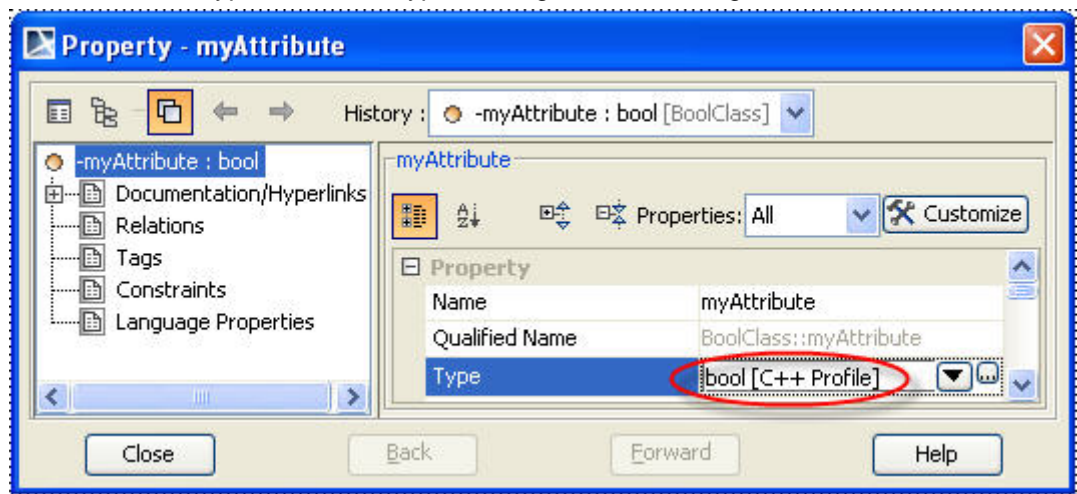 Property - myAttribute
History : -myAttribute : bool [BoolClass]
-myAttribute : bool
Documentation/Hyperlinks
Relations
Tags
Constraints
Language Properties
myAttribute
Properties: All Customize
Property
Name myAttribute
Qualified Name BoolClass::myAttribute
Type bool [C++ Profile] ...
Close Back Forward Help